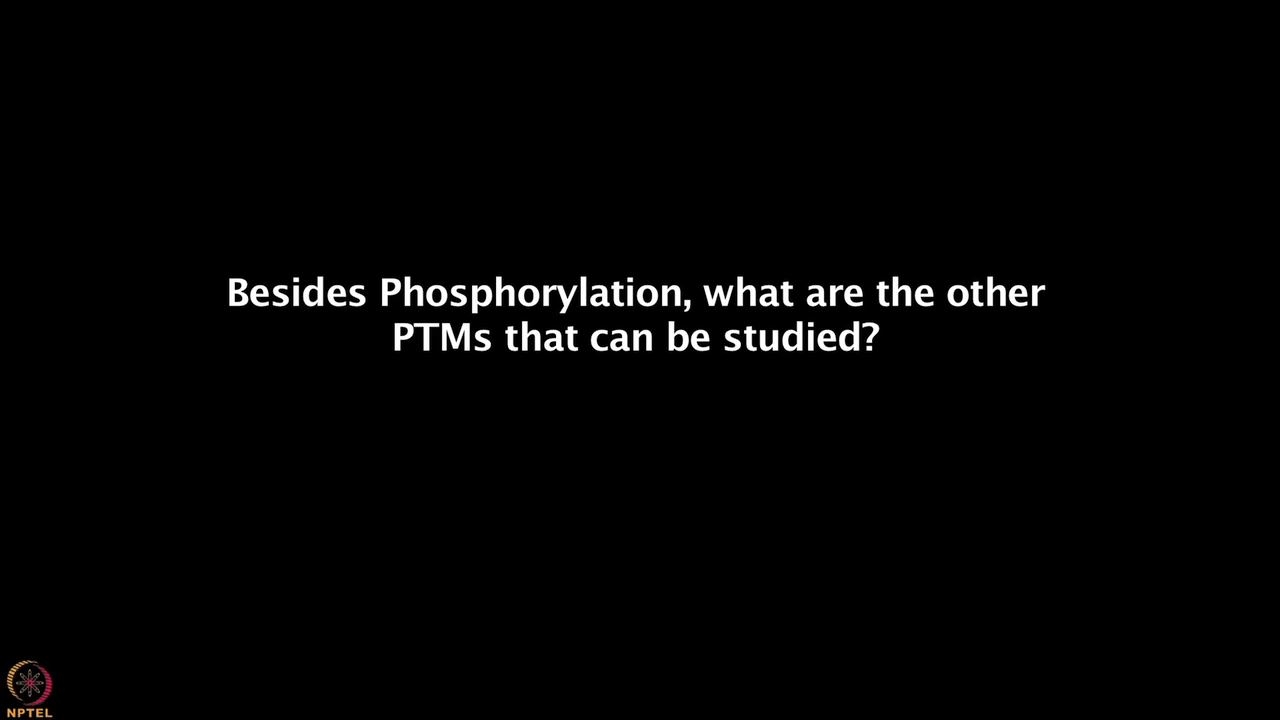 Besides Phosphorylation, what are the other
PTMs that can be studied?
NPTEL